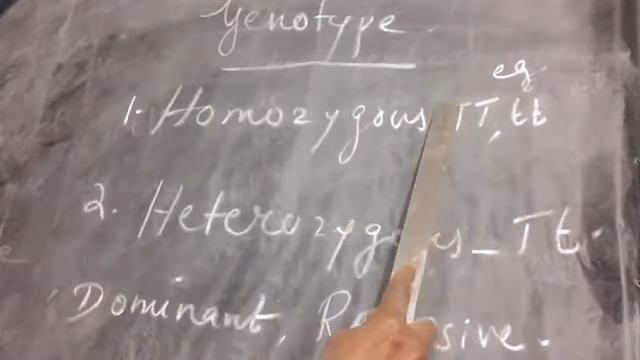 Genotype
eg
1. Homozygous TT, tt
2. Heterozygous - Tt.
Dominant, Recessive.